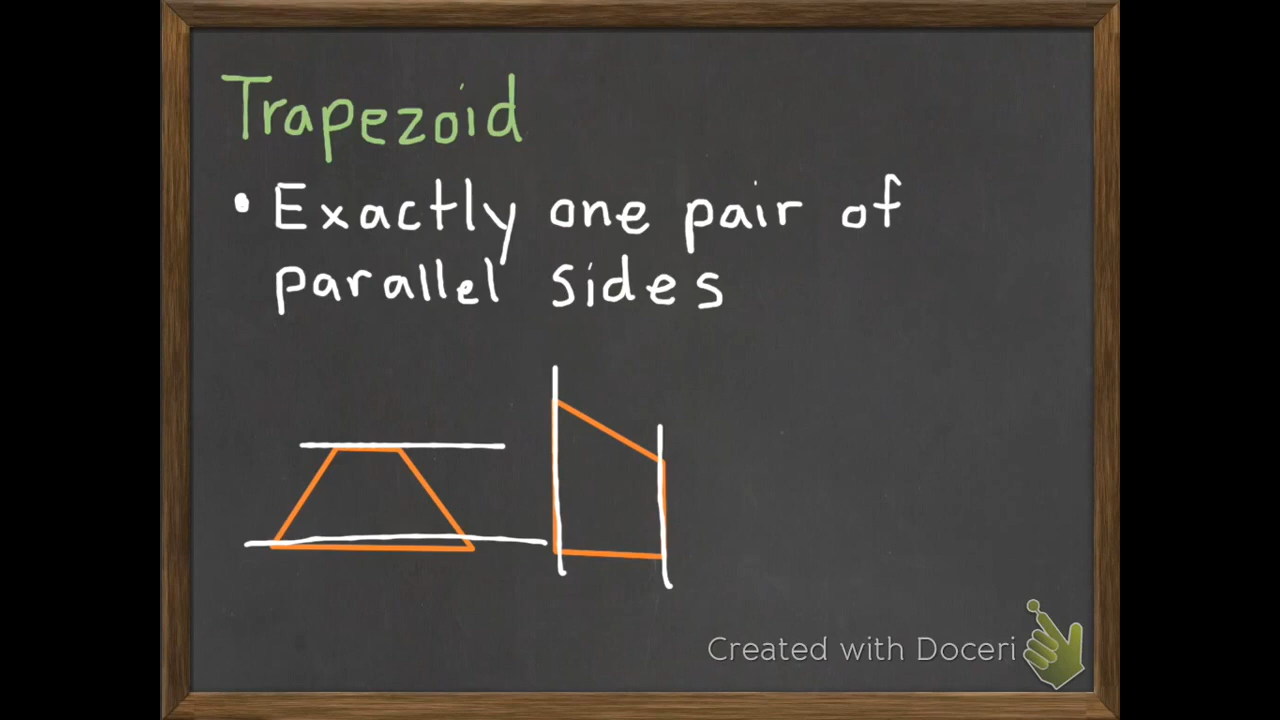 Trapezoid
• Exactly one pair of
parallel sides
Created with Doceri